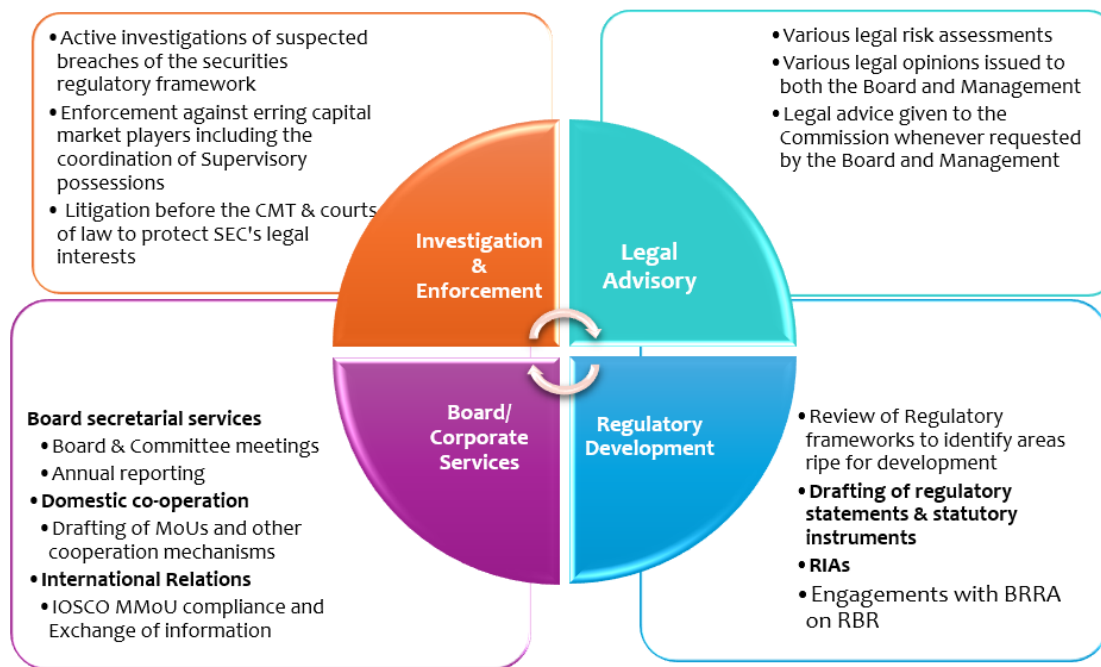 •Active investigations of suspected
breaches of the securities
regulatory framework
•Enforcement against erring capital
market players including the
coordination of Supervisory
possessions
• Litigation before the CMT & courts
of law to protect SEC's legal
interests
•Various legal risk assessments
•Various legal opinions issued to
both the Board and Management
•Legal advice given to the
Commission whenever requested
by the Board and Management
Investigation
&
Enforcement
Legal
Advisory
Board/
Corporate
Services
Regulatory
Development
Board secretarial services
•Board & Committee meetings
•Annual reporting
•Domestic co-operation
•Drafting of MoUs and other
cooperation mechanisms
•International Relations
•IOSCO MMoU compliance and
Exchange of information
•Review of Regulatory
frameworks to identify areas
ripe for development
•Drafting of regulatory
statements & statutory
instruments
•RIAs
•Engagements with BRRA
on RBR